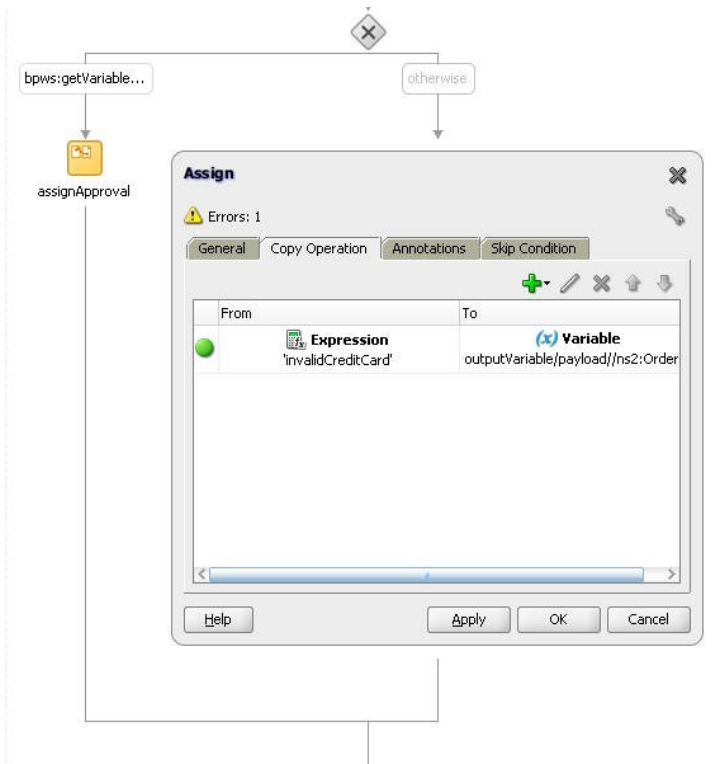 bpws:getVariable...
otherwise
assignApproval
Assign
Errors: 1
General Copy Operation Annotations Skip Condition
From To
Expression (x) Variable
'invalidCreditCard' outputVariable/payload//ns2:Order
Help Apply OK Cancel